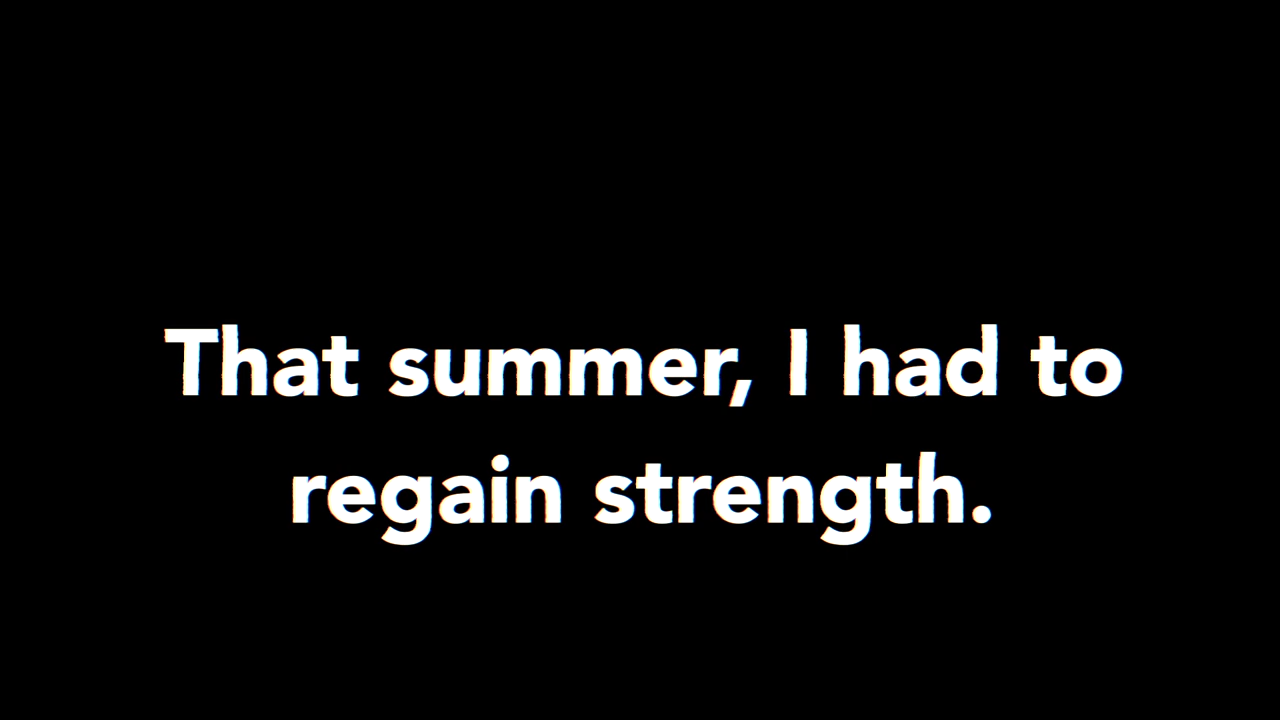 That summer, I had to
regain strength.